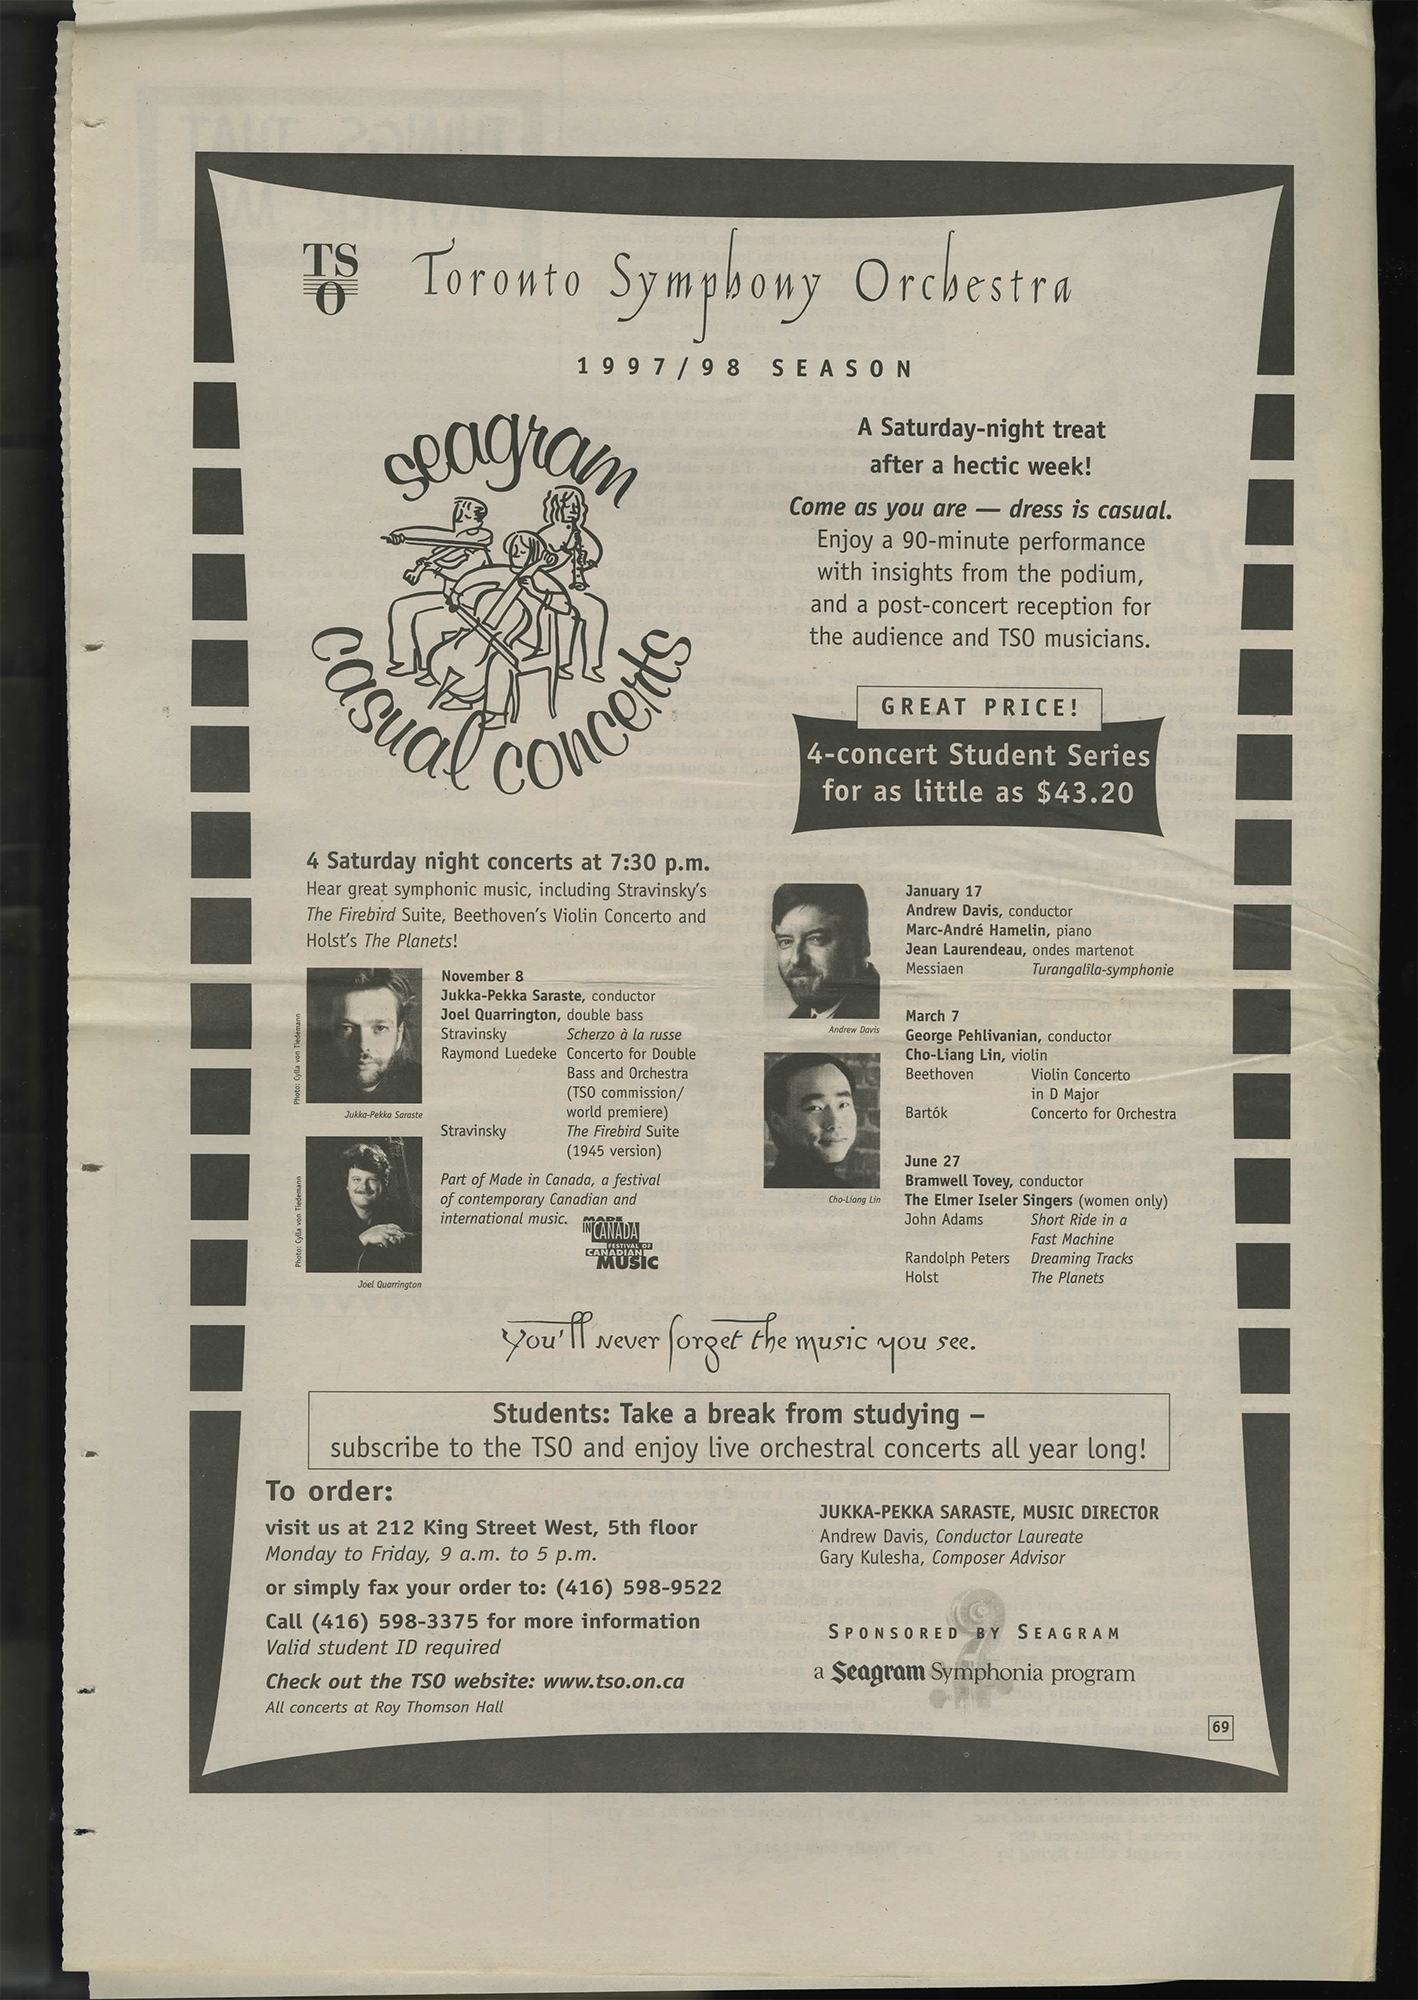 TS
O
Toronto Symphony Orchestra
1997/98 SEASON
seagram
casual concerts
A Saturday-night treat
after a hectic week!
Come as you are — dress is casual.
Enjoy a 90-minute performance
with insights from the podium,
and a post-concert reception for
the audience and TSO musicians.
GREAT PRICE!
4-concert Student Series
for as little as $43.20
4 Saturday night concerts at 7:30 p.m.
Hear great symphonic music, including Stravinsky's
The Firebird Suite, Beethoven's Violin Concerto and
Holst's The Planets!
Photo: Cylla von Tiedemann
Jukka-Pekka Saraste
Photo: Cylla von Tiedemann
Joel Quarrington
November 8
Jukka-Pekka Saraste, conductor
Joel Quarrington, double bass
Stravinsky Scherzo à la russe
Raymond Luedeke Concerto for Double
Bass and Orchestra
(TSO commission/
world premiere)
Stravinsky The Firebird Suite
(1945 version)
Part of Made in Canada, a festival
of contemporary Canadian and
international music.
MADE
IN CANADA
FESTIVAL OF
CANADIAN
MUSIC
Andrew Davis
Cho-Liang Lin
January 17
Andrew Davis, conductor
Marc-André Hamelin, piano
Jean Laurendeau, ondes martenot
Messiaen Turangalîla-symphonie
March 7
George Pehlivanian, conductor
Cho-Liang Lin, violin
Beethoven Violin Concerto
in D Major
Bartók Concerto for Orchestra
June 27
Bramwell Tovey, conductor
The Elmer Iseler Singers (women only)
John Adams Short Ride in a
Fast Machine
Randolph Peters Dreaming Tracks
Holst The Planets
You'll never forget the music you see.
Students: Take a break from studying –
subscribe to the TSO and enjoy live orchestral concerts all year long!
To order:
visit us at 212 King Street West, 5th floor
Monday to Friday, 9 a.m. to 5 p.m.
or simply fax your order to: (416) 598-9522
Call (416) 598-3375 for more information
Valid student ID required
Check out the TSO website: www.tso.on.ca
All concerts at Roy Thomson Hall
JUKKA-PEKKA SARASTE, MUSIC DIRECTOR
Andrew Davis, Conductor Laureate
Gary Kulesha, Composer Advisor
SPONSORED BY SEAGRAM
a Seagram Symphonia program
69